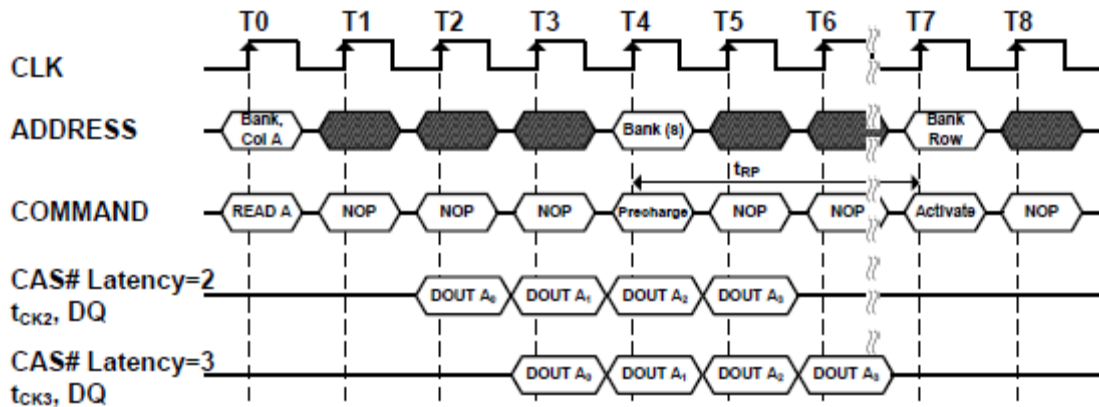 T0 T1 T2 T3 T4 T5 T6 T7 T8
CLK
ADDRESS
Bank,
Col A
Bank (s)
Bank
Row
tRP
COMMAND
READ A NOP NOP NOP Precharge NOP NOP Activate NOP
CAS# Latency=2
tCK2, DQ
DOUT A₀ DOUT A₁ DOUT A₂ DOUT A₃
CAS# Latency=3
tCK3, DQ
DOUT A₀ DOUT A₁ DOUT A₂ DOUT A₃